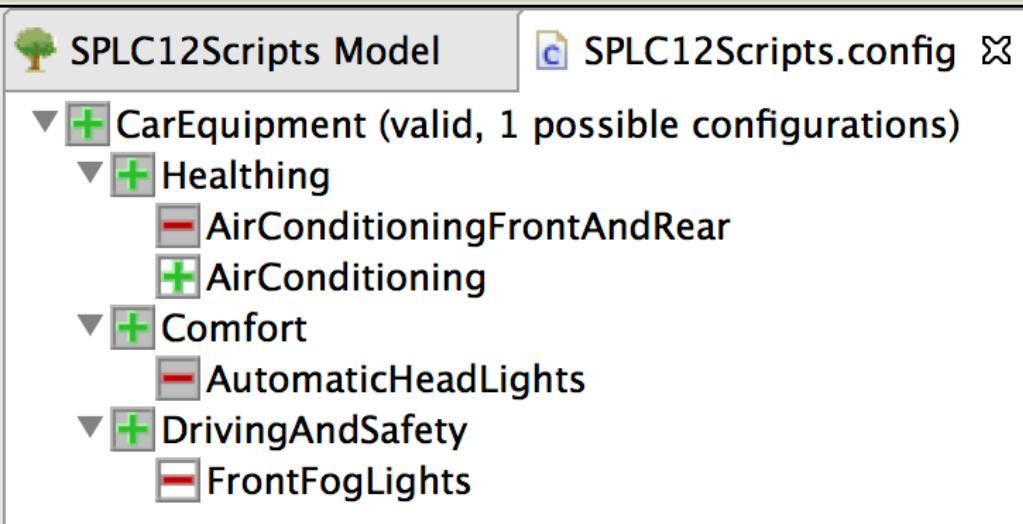 SPLC12Scripts Model
SPLC12Scripts.config
CarEquipment (valid, 1 possible configurations)
Healthing
AirConditioningFrontAndRear
AirConditioning
Comfort
AutomaticHeadLights
DrivingAndSafety
FrontFogLights